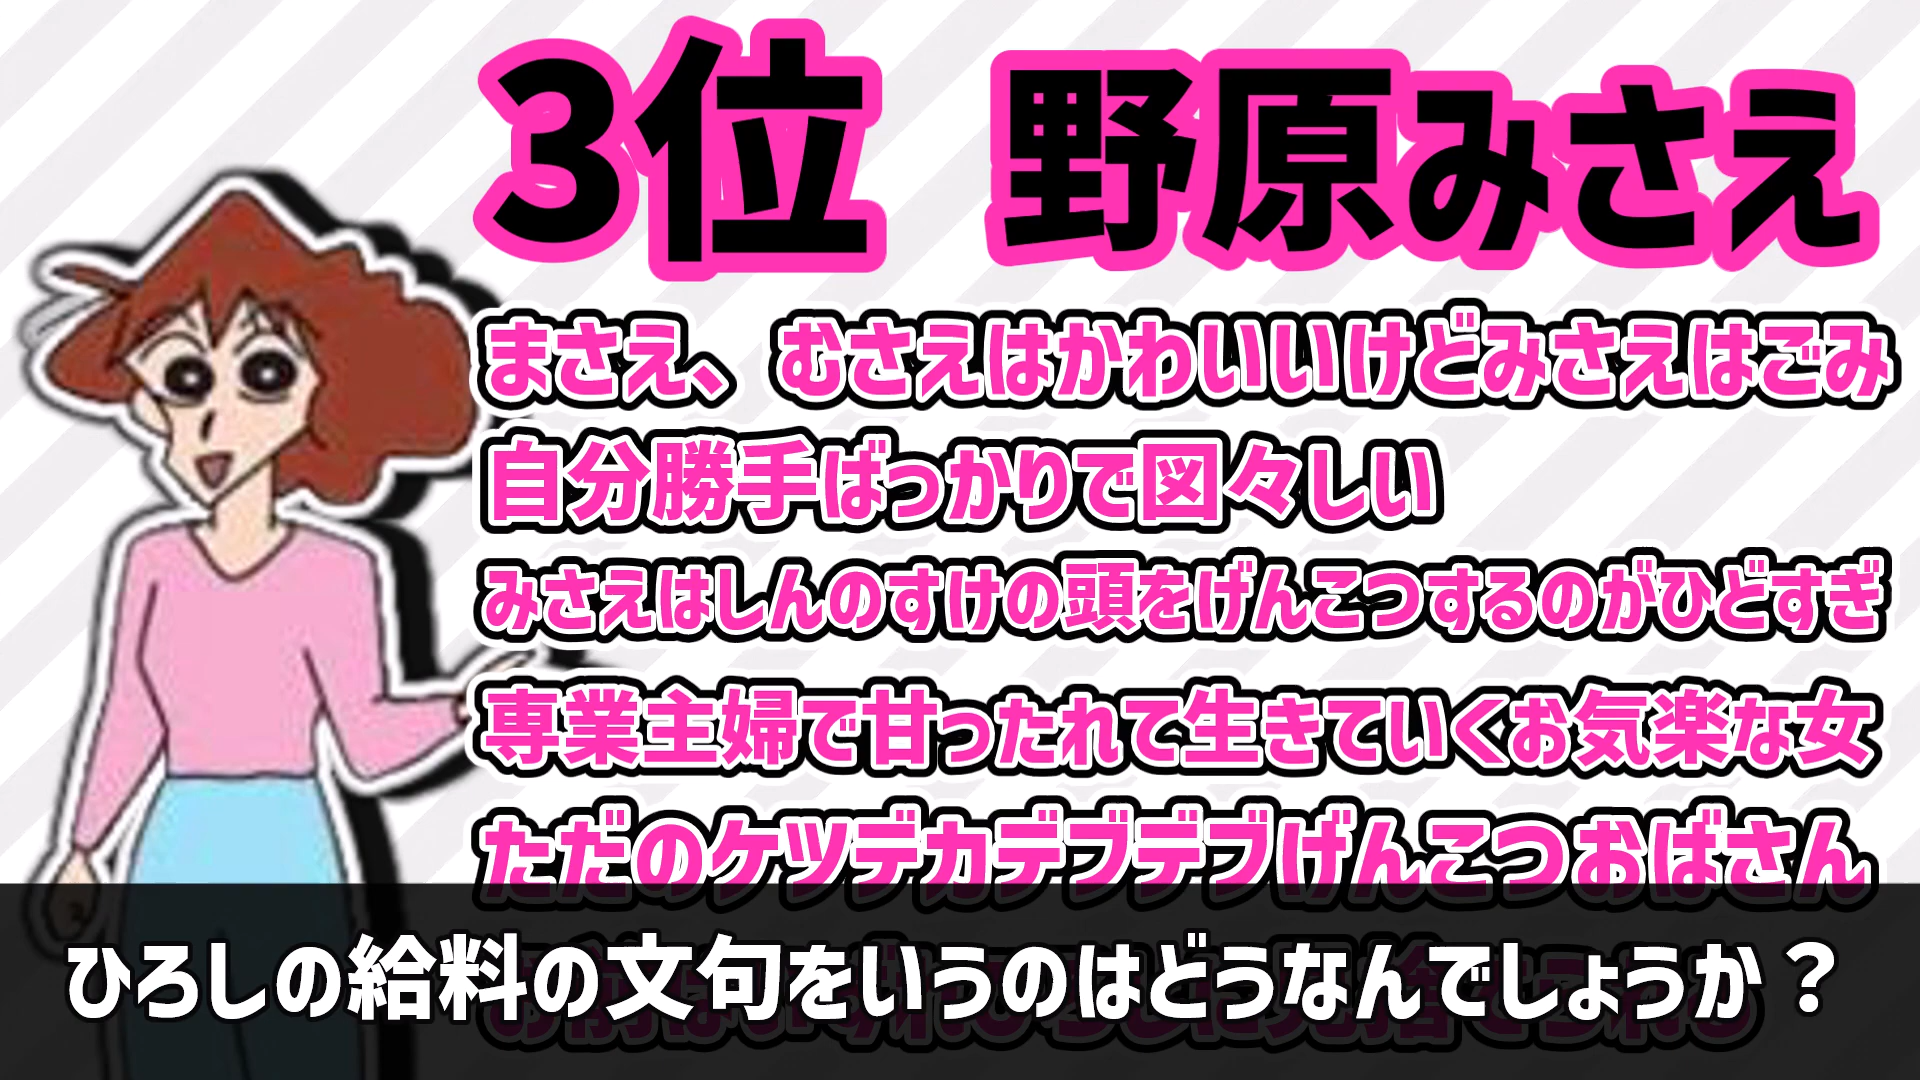 3位 野原みさえ
まさえ、むさえはかわいいけどみさえはごみ
自分勝手ばっかりで図々しい
みさえはしんのすけの頭をげんこつするのがひどすぎ
専業主婦で甘ったれて生きていくお気楽な女
ただのケツデカデブデブげんこつおばさん
ひろしの給料の文句をいうのはどうなんでしょうか？